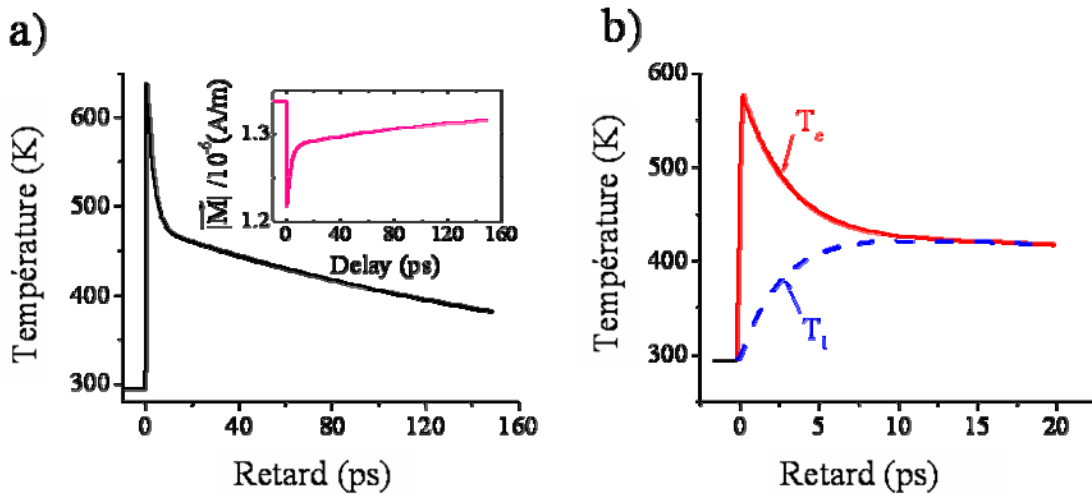 a)
Température (K)
600
500
400
300
0
40
80
120
160
Retard (ps)
|M| /10⁻⁶(A/m)
1.3
1.2
0
40
80
120
160
Delay (ps)
b)
Température (K)
600
500
400
300
0
5
10
15
20
Retard (ps)
Te
Tl